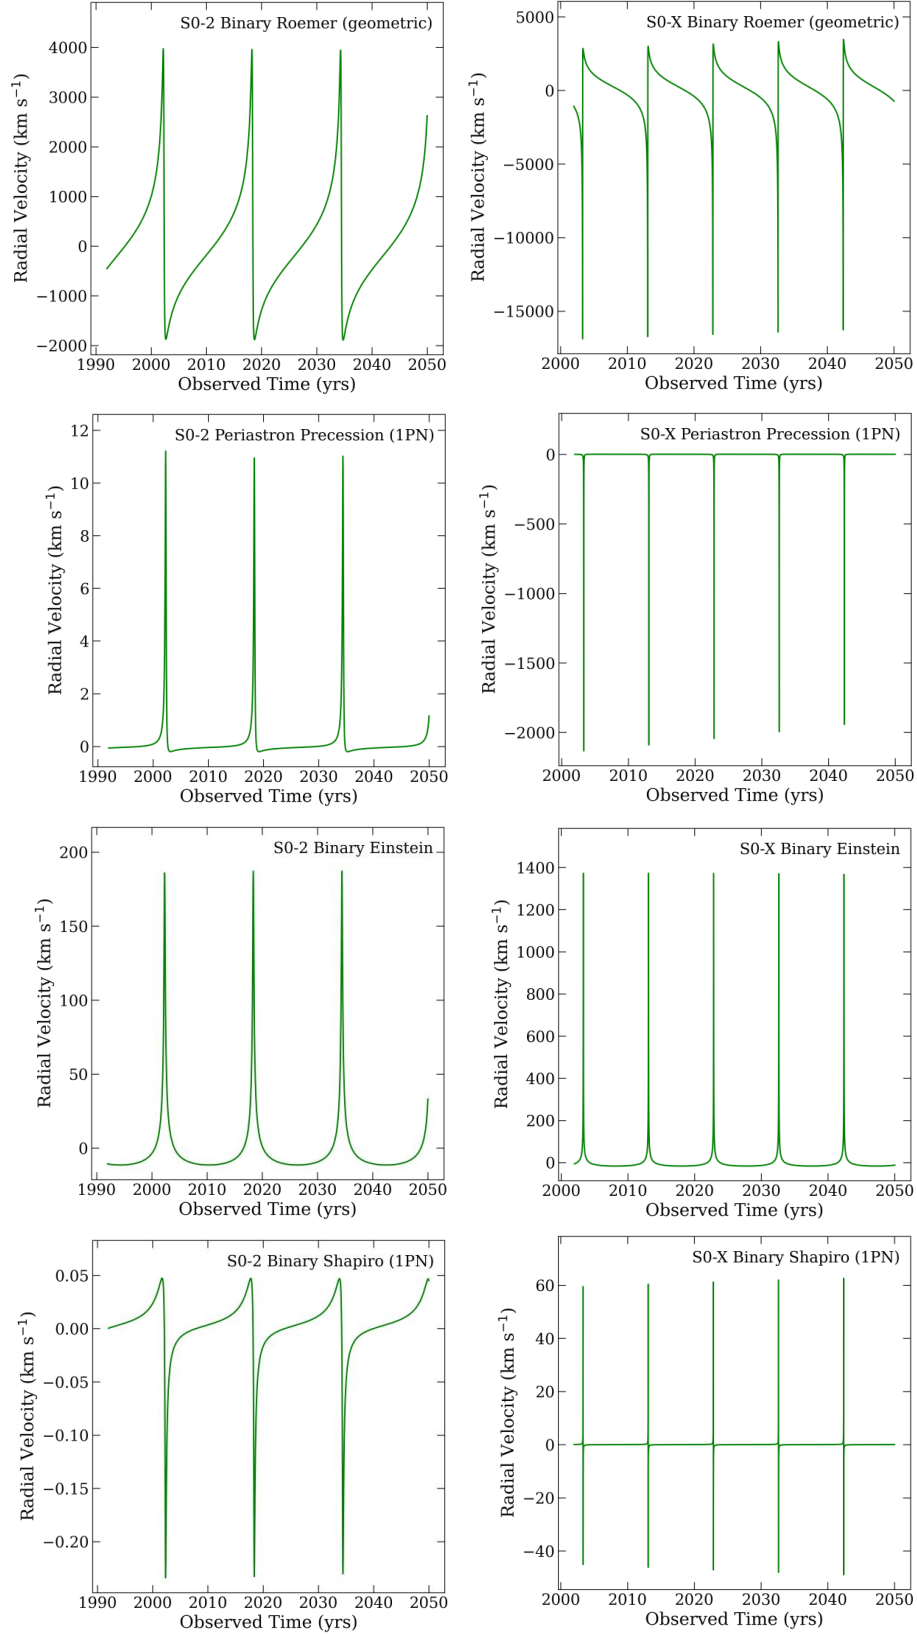 S0-2 Binary Roemer (geometric)
Radial Velocity (km s⁻¹)
4000
3000
2000
1000
0
−1000
−2000
1990 2000 2010 2020 2030 2040 2050
Observed Time (yrs)
S0-X Binary Roemer (geometric)
Radial Velocity (km s⁻¹)
5000
0
−5000
−10000
−15000
2000 2010 2020 2030 2040 2050
Observed Time (yrs)
S0-2 Periastron Precession (1PN)
Radial Velocity (km s⁻¹)
12
10
8
6
4
2
0
1990 2000 2010 2020 2030 2040 2050
Observed Time (yrs)
S0-X Periastron Precession (1PN)
Radial Velocity (km s⁻¹)
0
−500
−1000
−1500
−2000
2000 2010 2020 2030 2040 2050
Observed Time (yrs)
S0-2 Binary Einstein
Radial Velocity (km s⁻¹)
200
150
100
50
0
1990 2000 2010 2020 2030 2040 2050
Observed Time (yrs)
S0-X Binary Einstein
Radial Velocity (km s⁻¹)
1400
1200
1000
800
600
400
200
0
2000 2010 2020 2030 2040 2050
Observed Time (yrs)
S0-2 Binary Shapiro (1PN)
Radial Velocity (km s⁻¹)
0.05
0.00
−0.05
−0.10
−0.15
−0.20
1990 2000 2010 2020 2030 2040 2050
Observed Time (yrs)
S0-X Binary Shapiro (1PN)
Radial Velocity (km s⁻¹)
60
40
20
0
−20
−40
2000 2010 2020 2030 2040 2050
Observed Time (yrs)